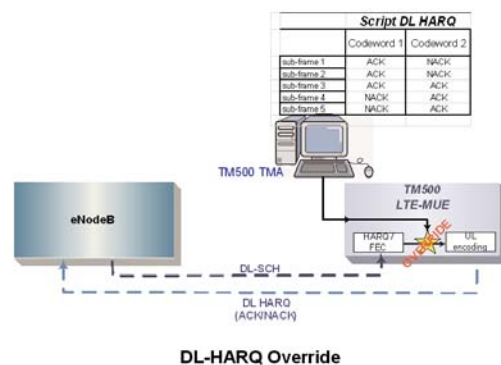 Script DL HARQ
Codeword 1 Codeword 2
sub-frame 1 ACK NACK
sub-frame 2 ACK NACK
sub-frame 3 ACK ACK
sub-frame 4 NACK ACK
sub-frame 5 NACK ACK
TM500 TMA
TM500
LTE-MUE
eNodeB
HARQ /
FEC
OVERRIDE
UL
encoding
DL-SCH
DL HARQ
(ACK/NACK)
DL-HARQ Override